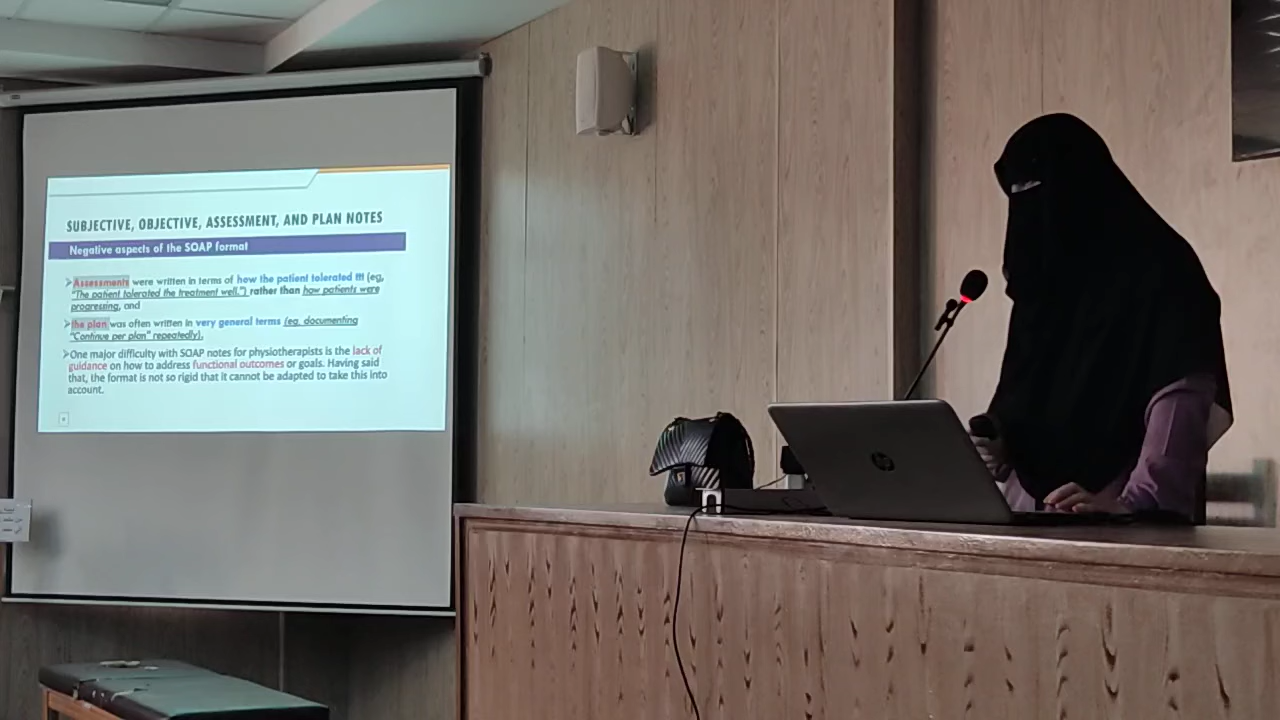 SUBJECTIVE, OBJECTIVE, ASSESSMENT, AND PLAN NOTES
Negative aspects of the SOAP format
➢Assessments were written in terms of how the patient tolerated ttt (eg,
"The patient tolerated the treatment well,") rather than how patients were
progressing, and
➢the plan was often written in very general terms (eg. documenting
"Continue per plan" repeatedly).
➢One major difficulty with SOAP notes for physiotherapists is the lack of
guidance on how to address functional outcomes or goals. Having said
that, the format is not so rigid that it cannot be adapted to take this into
account.
hp